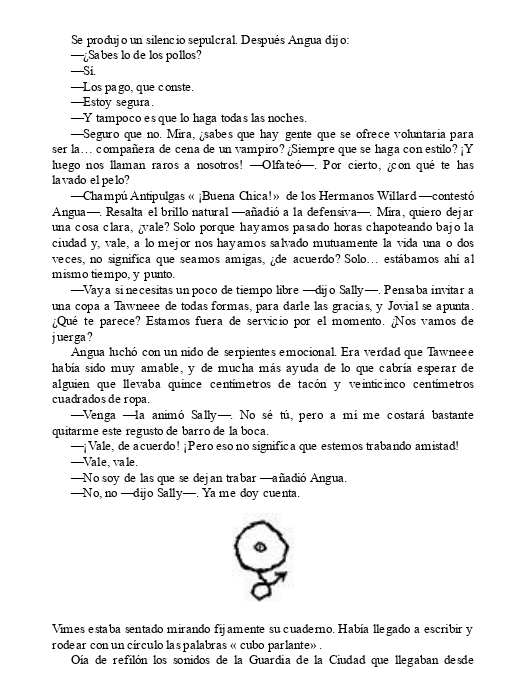 Se produjo un silencio sepulcral. Después Angua dijo:
—¿Sabes lo de los pollos?
—Sí.
—Los pago, que conste.
—Estoy segura.
—Y tampoco es que lo haga todas las noches.
—Seguro que no. Mira, ¿sabes que hay gente que se ofrece voluntaria para
ser la… compañera de cena de un vampiro? ¿Siempre que se haga con estilo? ¡Y
luego nos llaman raros a nosotros! —Olfateó—. Por cierto, ¿con qué te has
lavado el pelo?
—Champú Antipulgas « ¡Buena Chica!» de los Hermanos Willard —contestó
Angua—. Resalta el brillo natural —añadió a la defensiva—. Mira, quiero dejar
una cosa clara, ¿vale? Solo porque hayamos pasado horas chapoteando bajo la
ciudad y, vale, a lo mejor nos hayamos salvado mutuamente la vida una o dos
veces, no significa que seamos amigas, ¿de acuerdo? Solo… estábamos ahí al
mismo tiempo, y punto.
—Vaya si necesitas un poco de tiempo libre —dijo Sally—. Pensaba invitar a
una copa a Tawneee de todas formas, para darle las gracias, y Jovial se apunta.
¿Qué te parece? Estamos fuera de servicio por el momento. ¿Nos vamos de
juerga?
Angua luchó con un nido de serpientes emocional. Era verdad que Tawneee
había sido muy amable, y de mucha más ayuda de lo que cabría esperar de
alguien que llevaba quince centímetros de tacón y veinticinco centímetros
cuadrados de ropa.
—Venga —la animó Sally—. No sé tú, pero a mí me costará bastante
quitarme este regusto de barro de la boca.
—¡Vale, de acuerdo! ¡Pero eso no significa que estemos trabando amistad!
—Vale, vale.
—No soy de las que se dejan trabar —añadió Angua.
—No, no —dijo Sally—. Ya me doy cuenta.
Vimes estaba sentado mirando fijamente su cuaderno. Había llegado a escribir y
rodear con un círculo las palabras « cubo parlante» .
Oía de refilón los sonidos de la Guardia de la Ciudad que llegaban desde